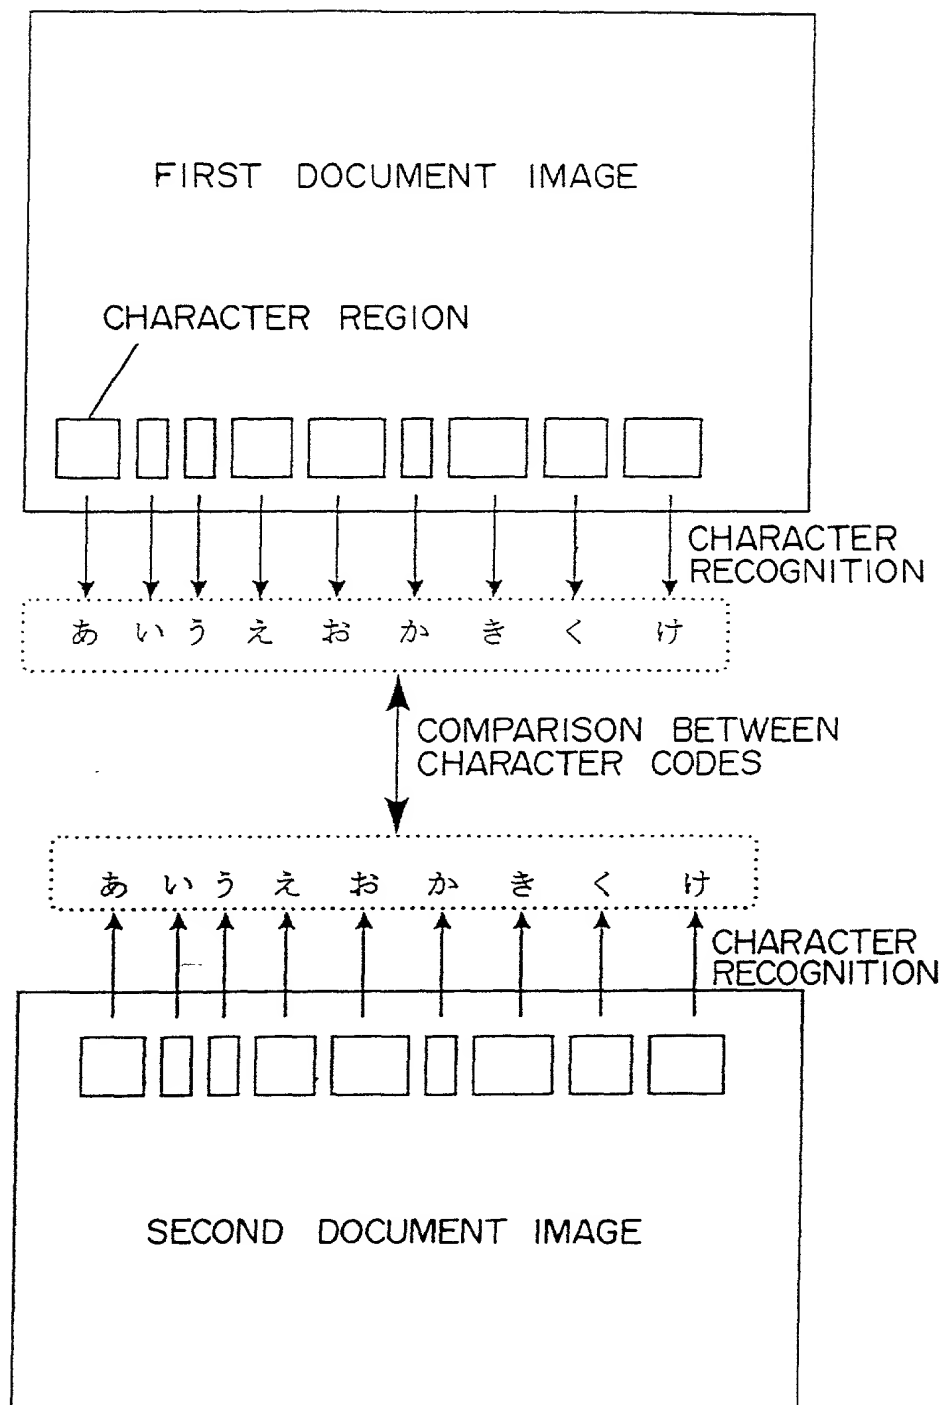 FIRST DOCUMENT IMAGE
CHARACTER REGION
CHARACTER
RECOGNITION
あ い う え お か き く け
COMPARISON BETWEEN
CHARACTER CODES
あ い う え お か き く け
CHARACTER
RECOGNITION
SECOND DOCUMENT IMAGE